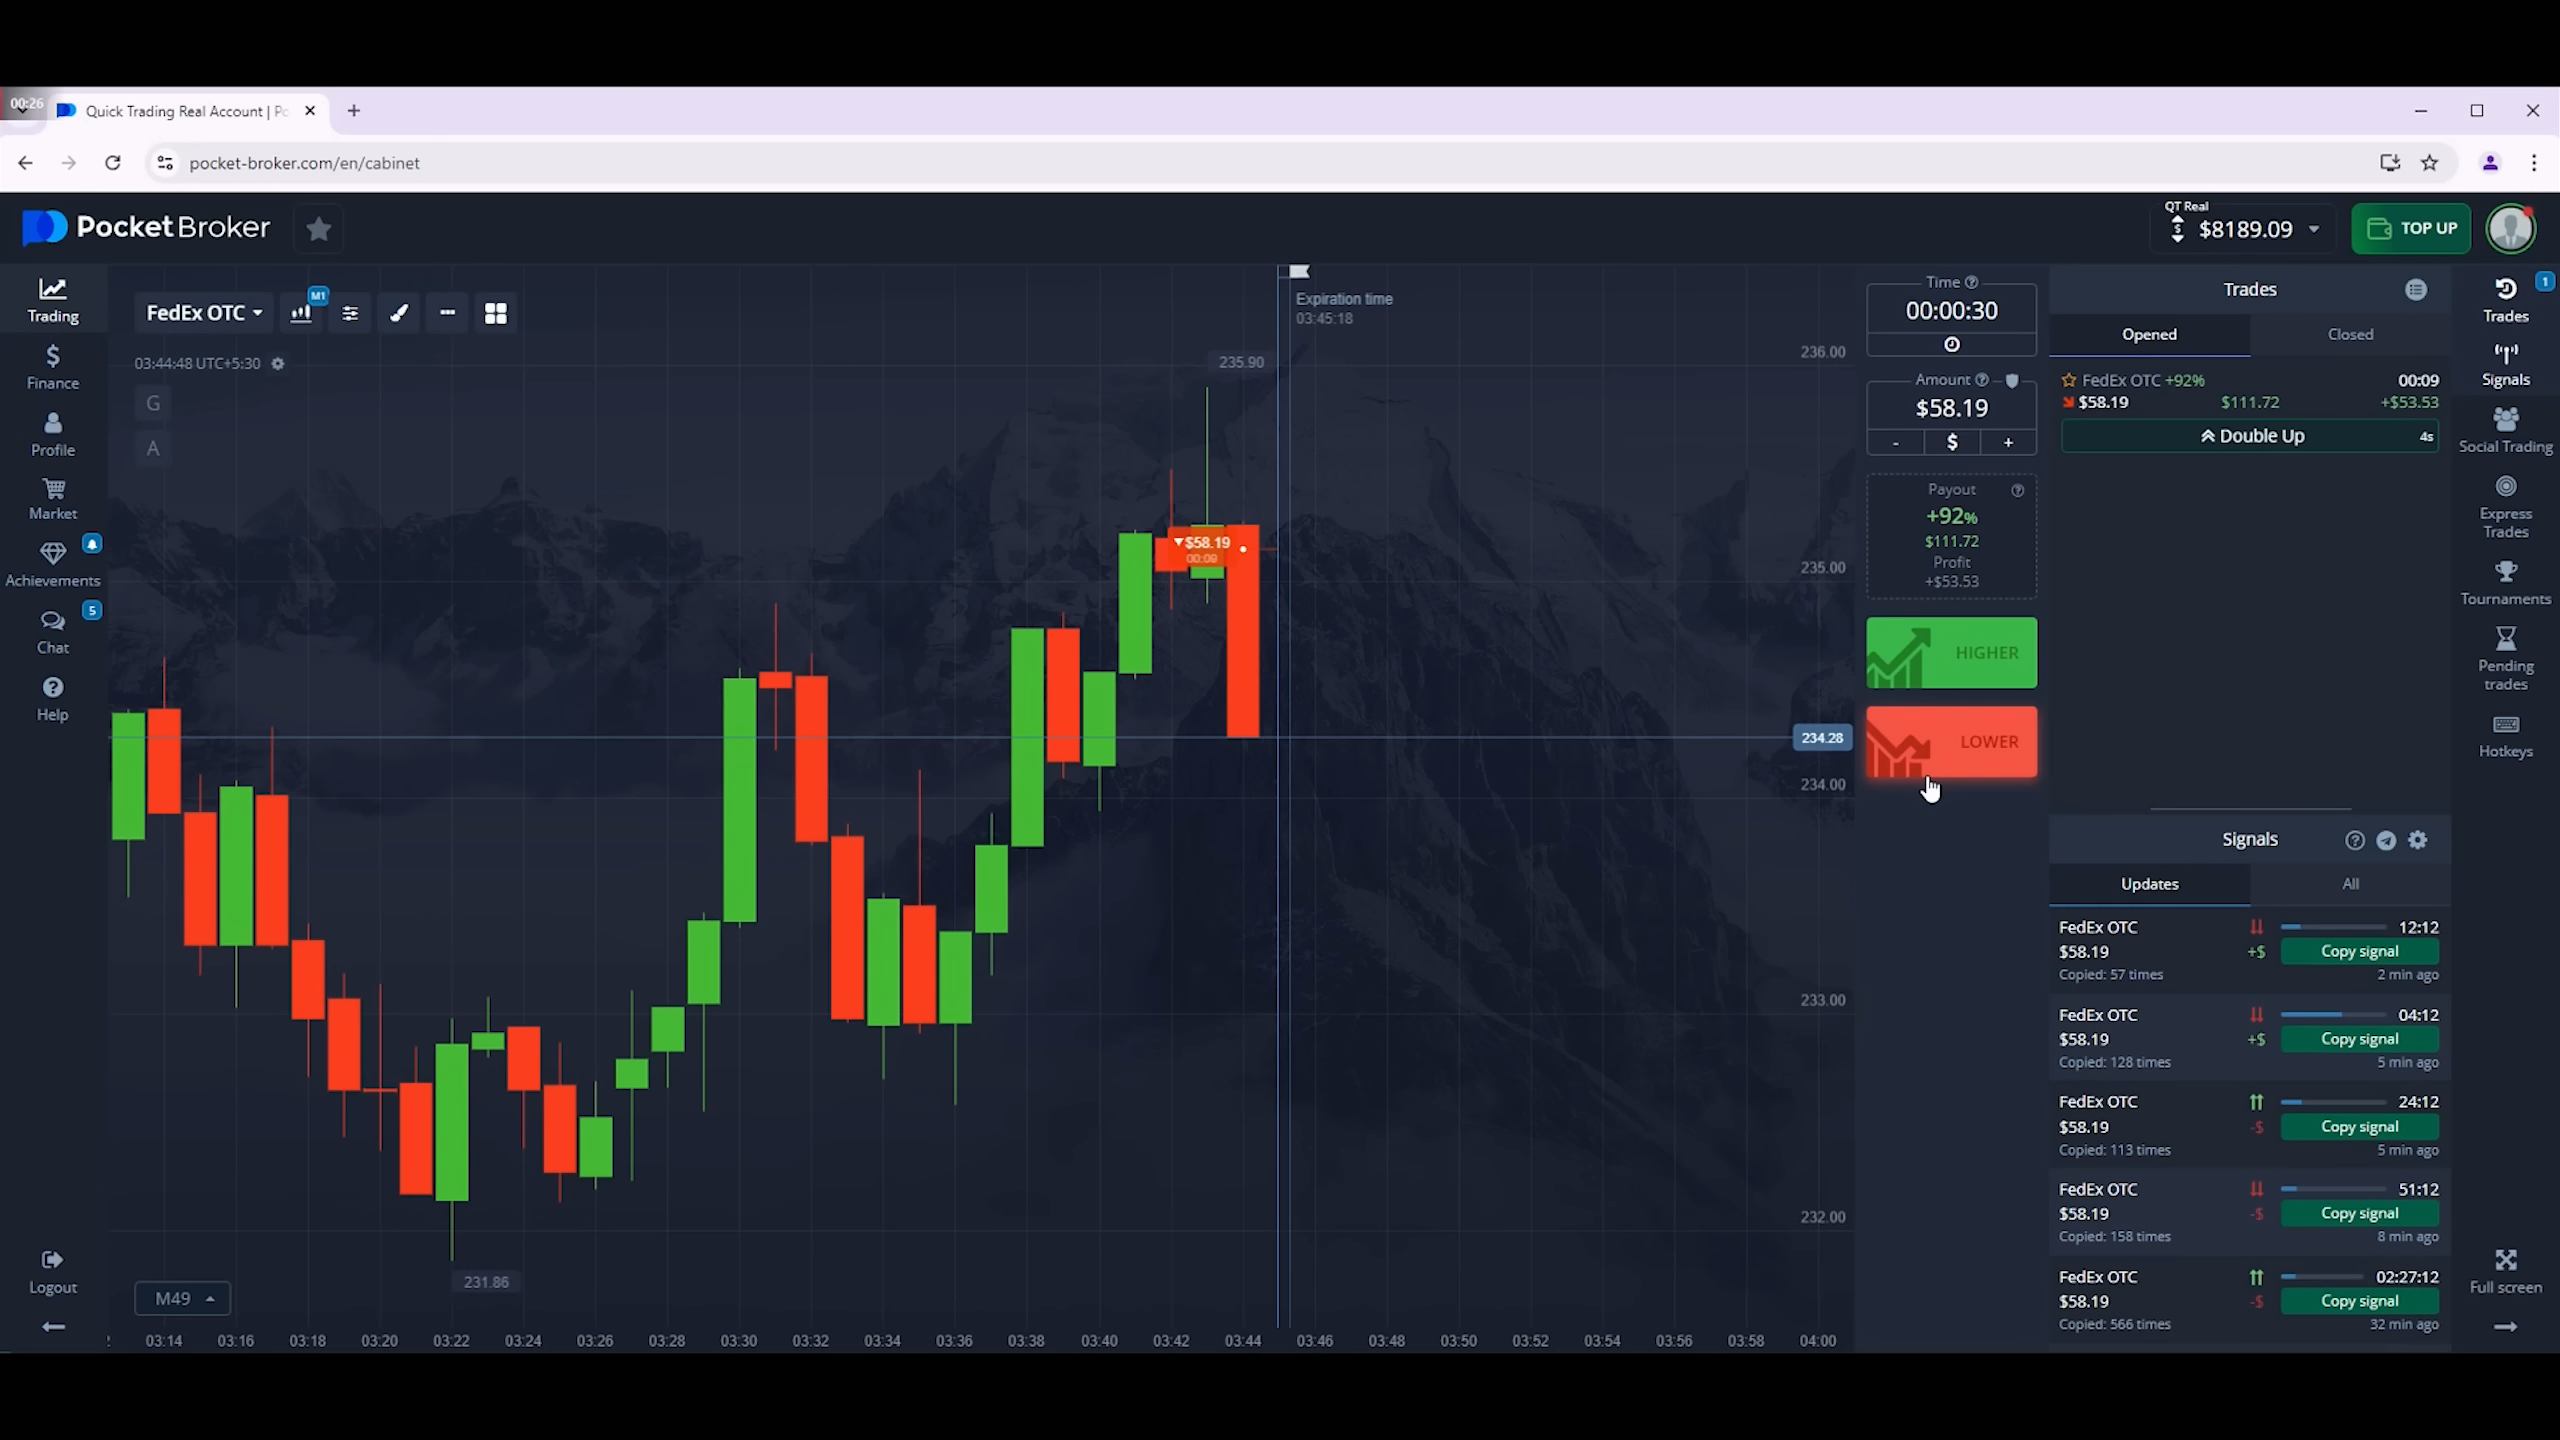 00:26
Quick Trading Real Account | Po
pocket-broker.com/en/cabinet
PocketBroker
QT Real
$8189.09
TOP UP
Trading
Finance
Profile
Market
Achievements
5
Chat
Help
Logout
FedEx OTC
M1
03:44:48 UTC+5:30
G
A
Expiration time
03:45:18
235.90
$58.19
00:09
231.86
M49
236.00
235.00
234.28
234.00
233.00
232.00
03:14 03:16 03:18 03:20 03:22 03:24 03:26 03:28 03:30 03:32 03:34 03:36 03:38 03:40 03:42 03:44 03:46 03:48 03:50 03:52 03:54 03:56 03:58 04:00
Time
00:00:30
Amount
$58.19
- $ +
Payout
+92%
$111.72
Profit
+$53.53
HIGHER
LOWER
Trades
Opened Closed
FedEx OTC +92% 00:09
$58.19 $111.72 +$53.53
Double Up 4s
Signals
Updates All
FedEx OTC 12:12
$58.19 +$ Copy signal
Copied: 57 times 2 min ago
FedEx OTC 04:12
$58.19 +$ Copy signal
Copied: 128 times 5 min ago
FedEx OTC 24:12
$58.19 -$ Copy signal
Copied: 113 times 5 min ago
FedEx OTC 51:12
$58.19 -$ Copy signal
Copied: 158 times 8 min ago
FedEx OTC 02:27:12
$58.19 -$ Copy signal
Copied: 566 times 32 min ago
1
Trades
Signals
Social Trading
Express
Trades
Tournaments
Pending
trades
Hotkeys
Full screen